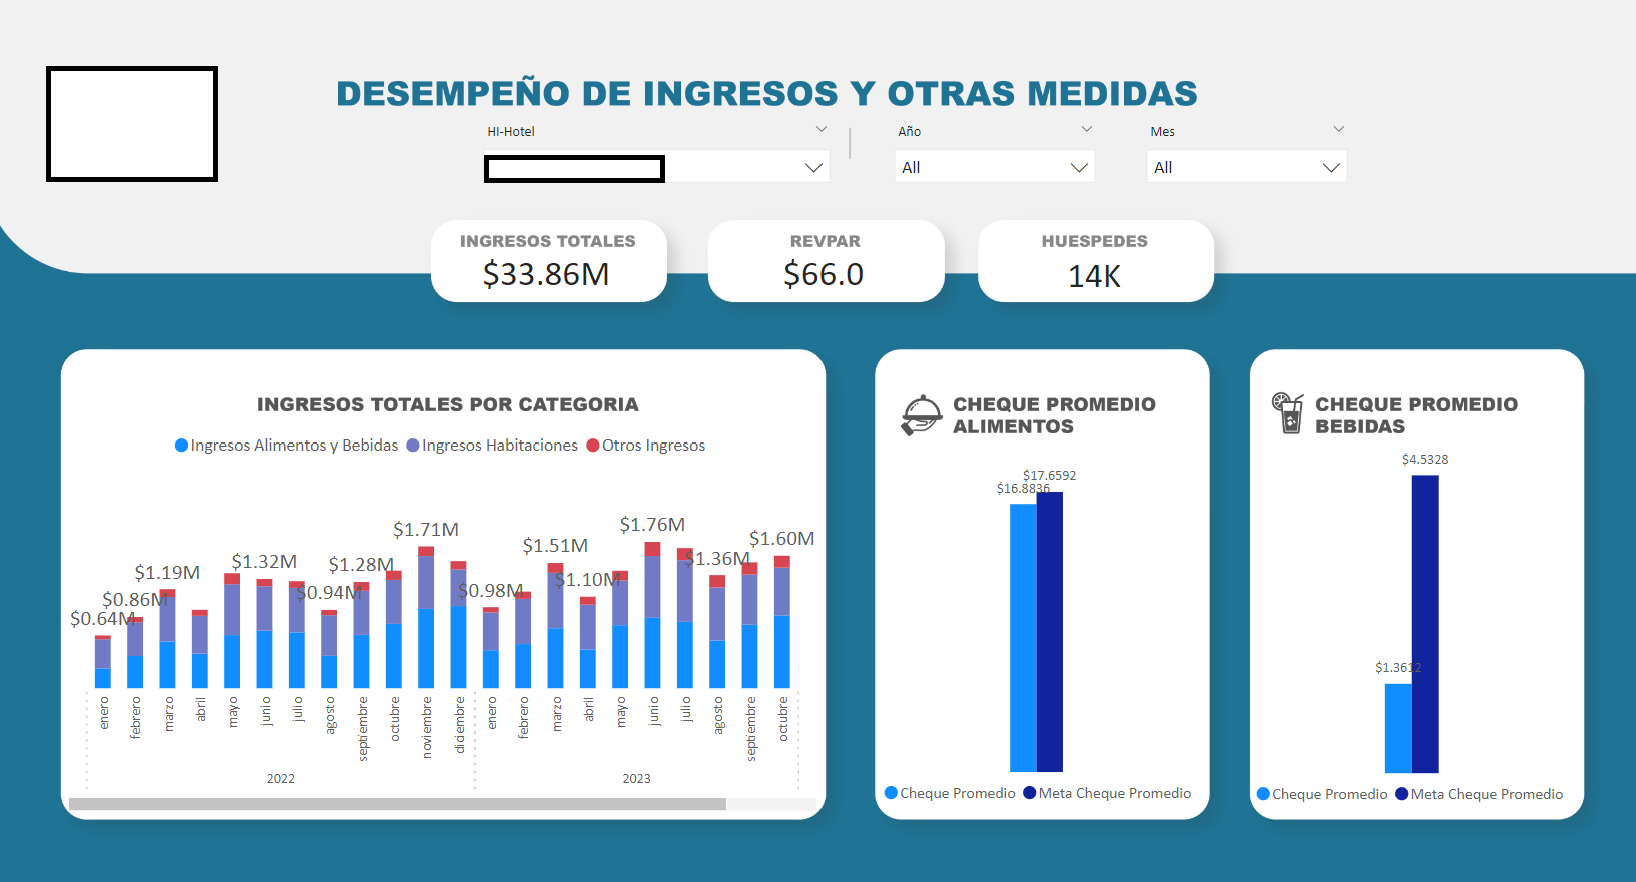 DESEMPEÑO DE INGRESOS Y OTRAS MEDIDAS
HI-Hotel
Año
Mes
All
All
INGRESOS TOTALES
$33.86M
REVPAR
$66.0
HUESPEDES
14K
INGRESOS TOTALES POR CATEGORIA
Ingresos Alimentos y Bebidas Ingresos Habitaciones Otros Ingresos
$0.64M
$0.86M
$1.19M
$1.32M
$0.94M
$1.28M
$1.71M
$0.98M
$1.51M
$1.10M
$1.76M
$1.36M
$1.60M
enero
febrero
marzo
abril
mayo
junio
julio
agosto
septiembre
octubre
noviembre
diciembre
enero
febrero
marzo
abril
mayo
junio
julio
agosto
septiembre
octubre
2022
2023
CHEQUE PROMEDIO
ALIMENTOS
$17.6592
$16.8836
Cheque Promedio Meta Cheque Promedio
CHEQUE PROMEDIO
BEBIDAS
$4.5328
$1.3612
Cheque Promedio Meta Cheque Promedio